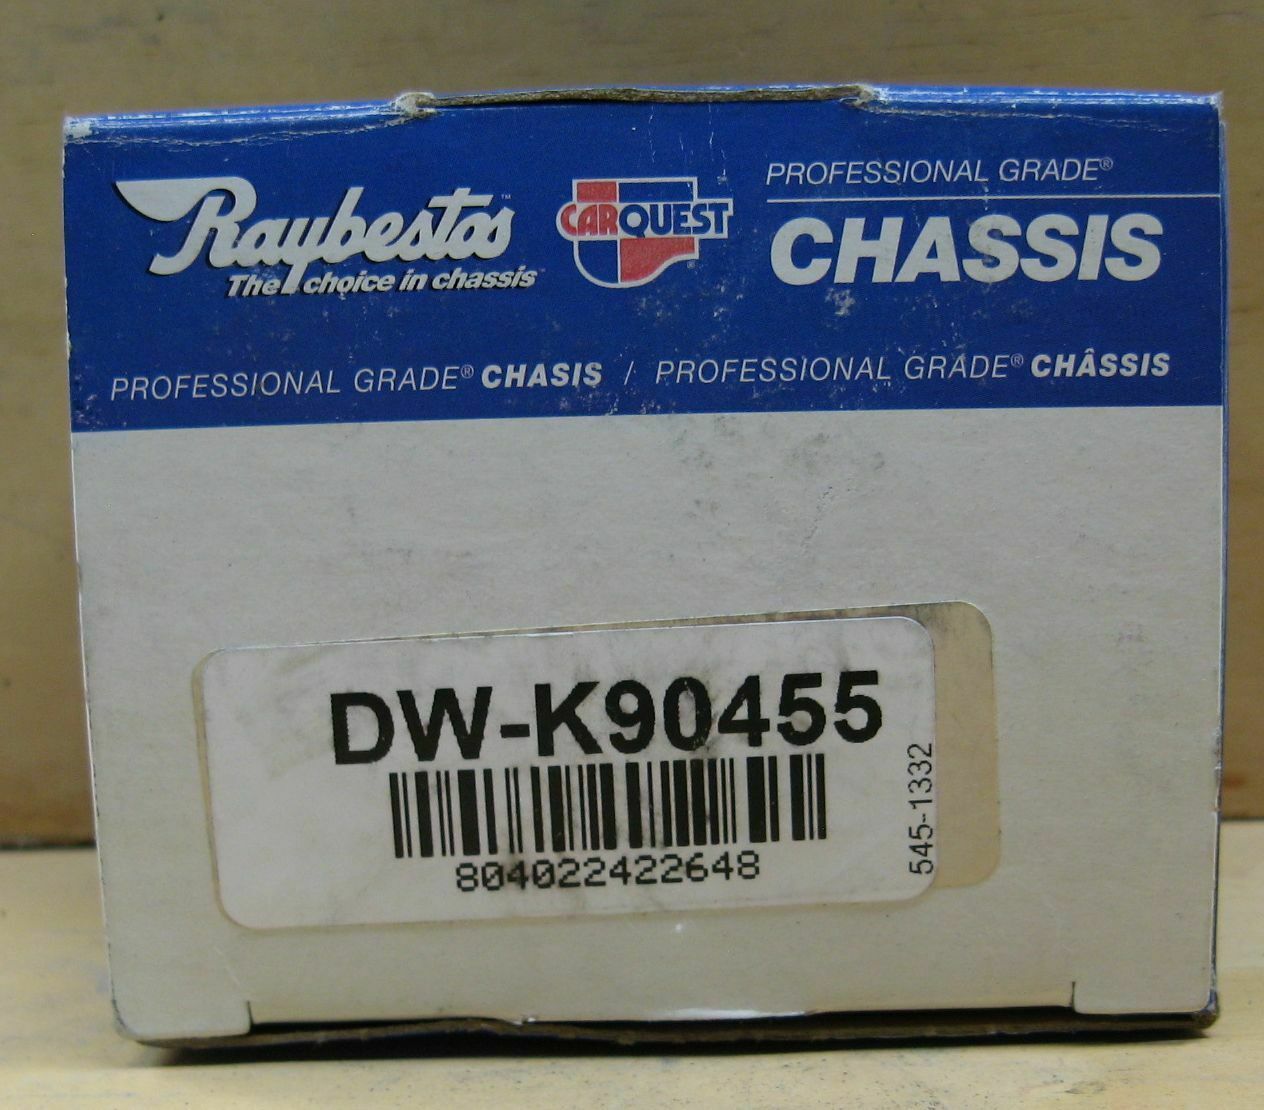 Raybestos™
The choice in chassis
CARQUEST
PROFESSIONAL GRADE®
CHASSIS
PROFESSIONAL GRADE® CHASIS / PROFESSIONAL GRADE® CHÂSSIS
DW-K90455
804022422648
545-1332